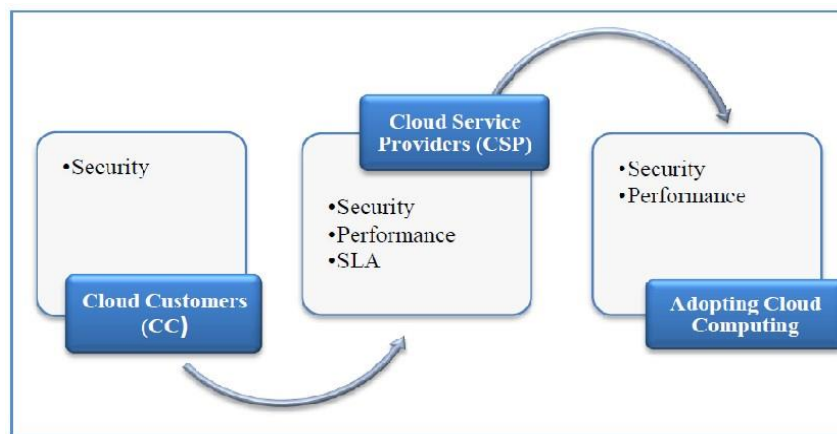 •Security
Cloud Customers
(CC)
Cloud Service
Providers (CSP)
•Security
•Performance
•SLA
•Security
•Performance
Adopting Cloud
Computing